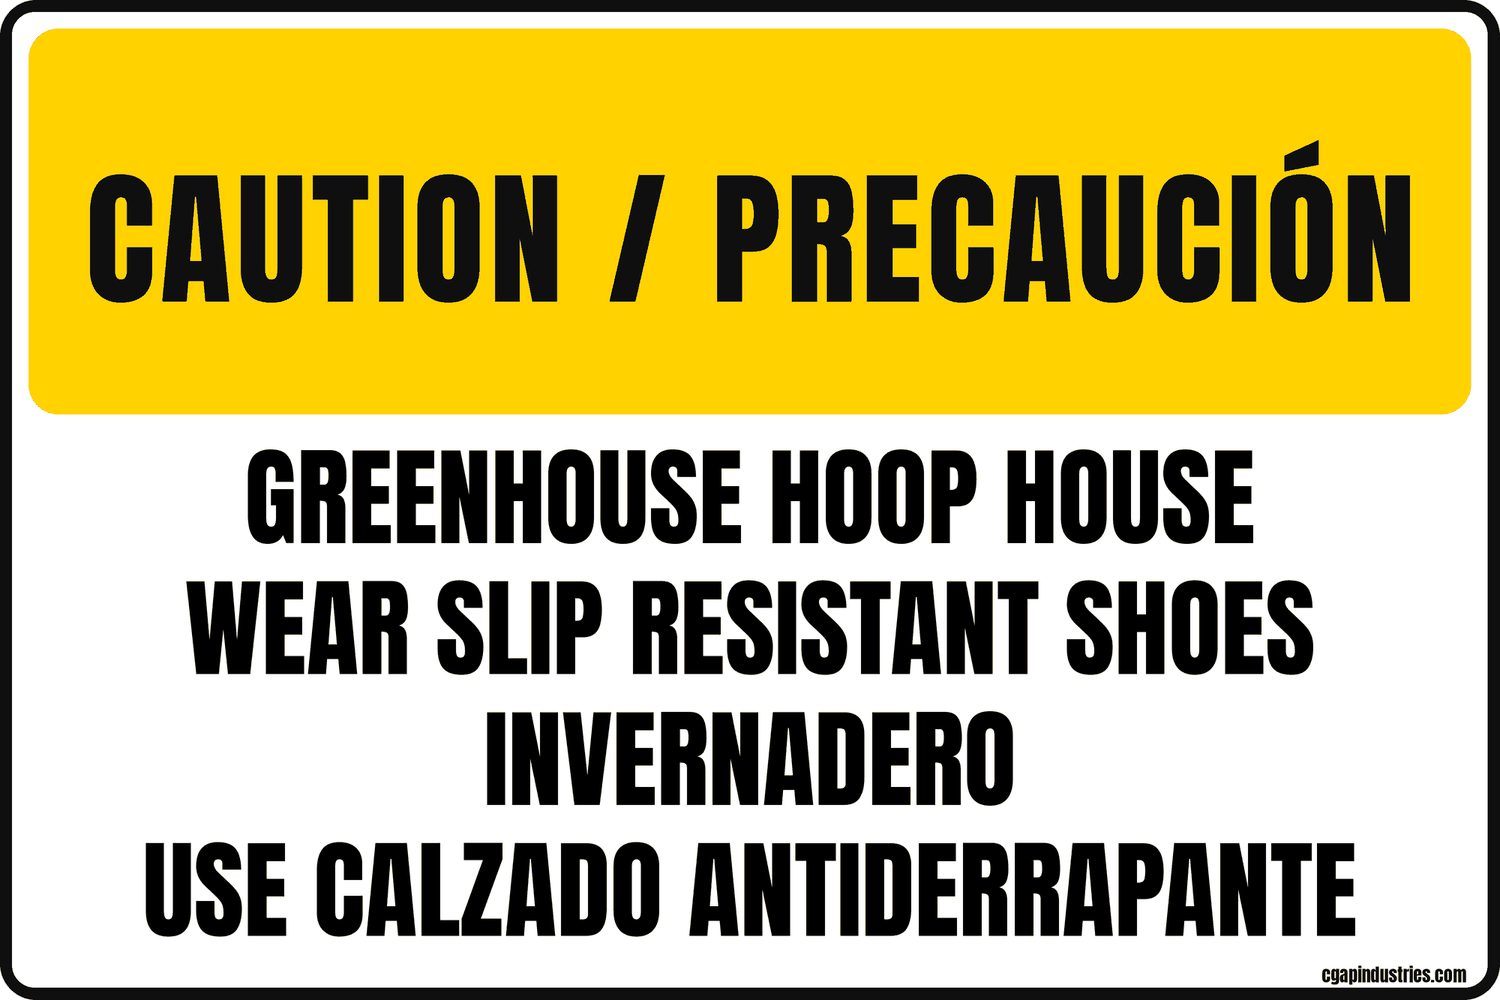 CAUTION / PRECAUCIÓN
GREENHOUSE HOOP HOUSE
WEAR SLIP RESISTANT SHOES
INVERNADERO
USE CALZADO ANTIDERRAPANTE
cgapindustries.com